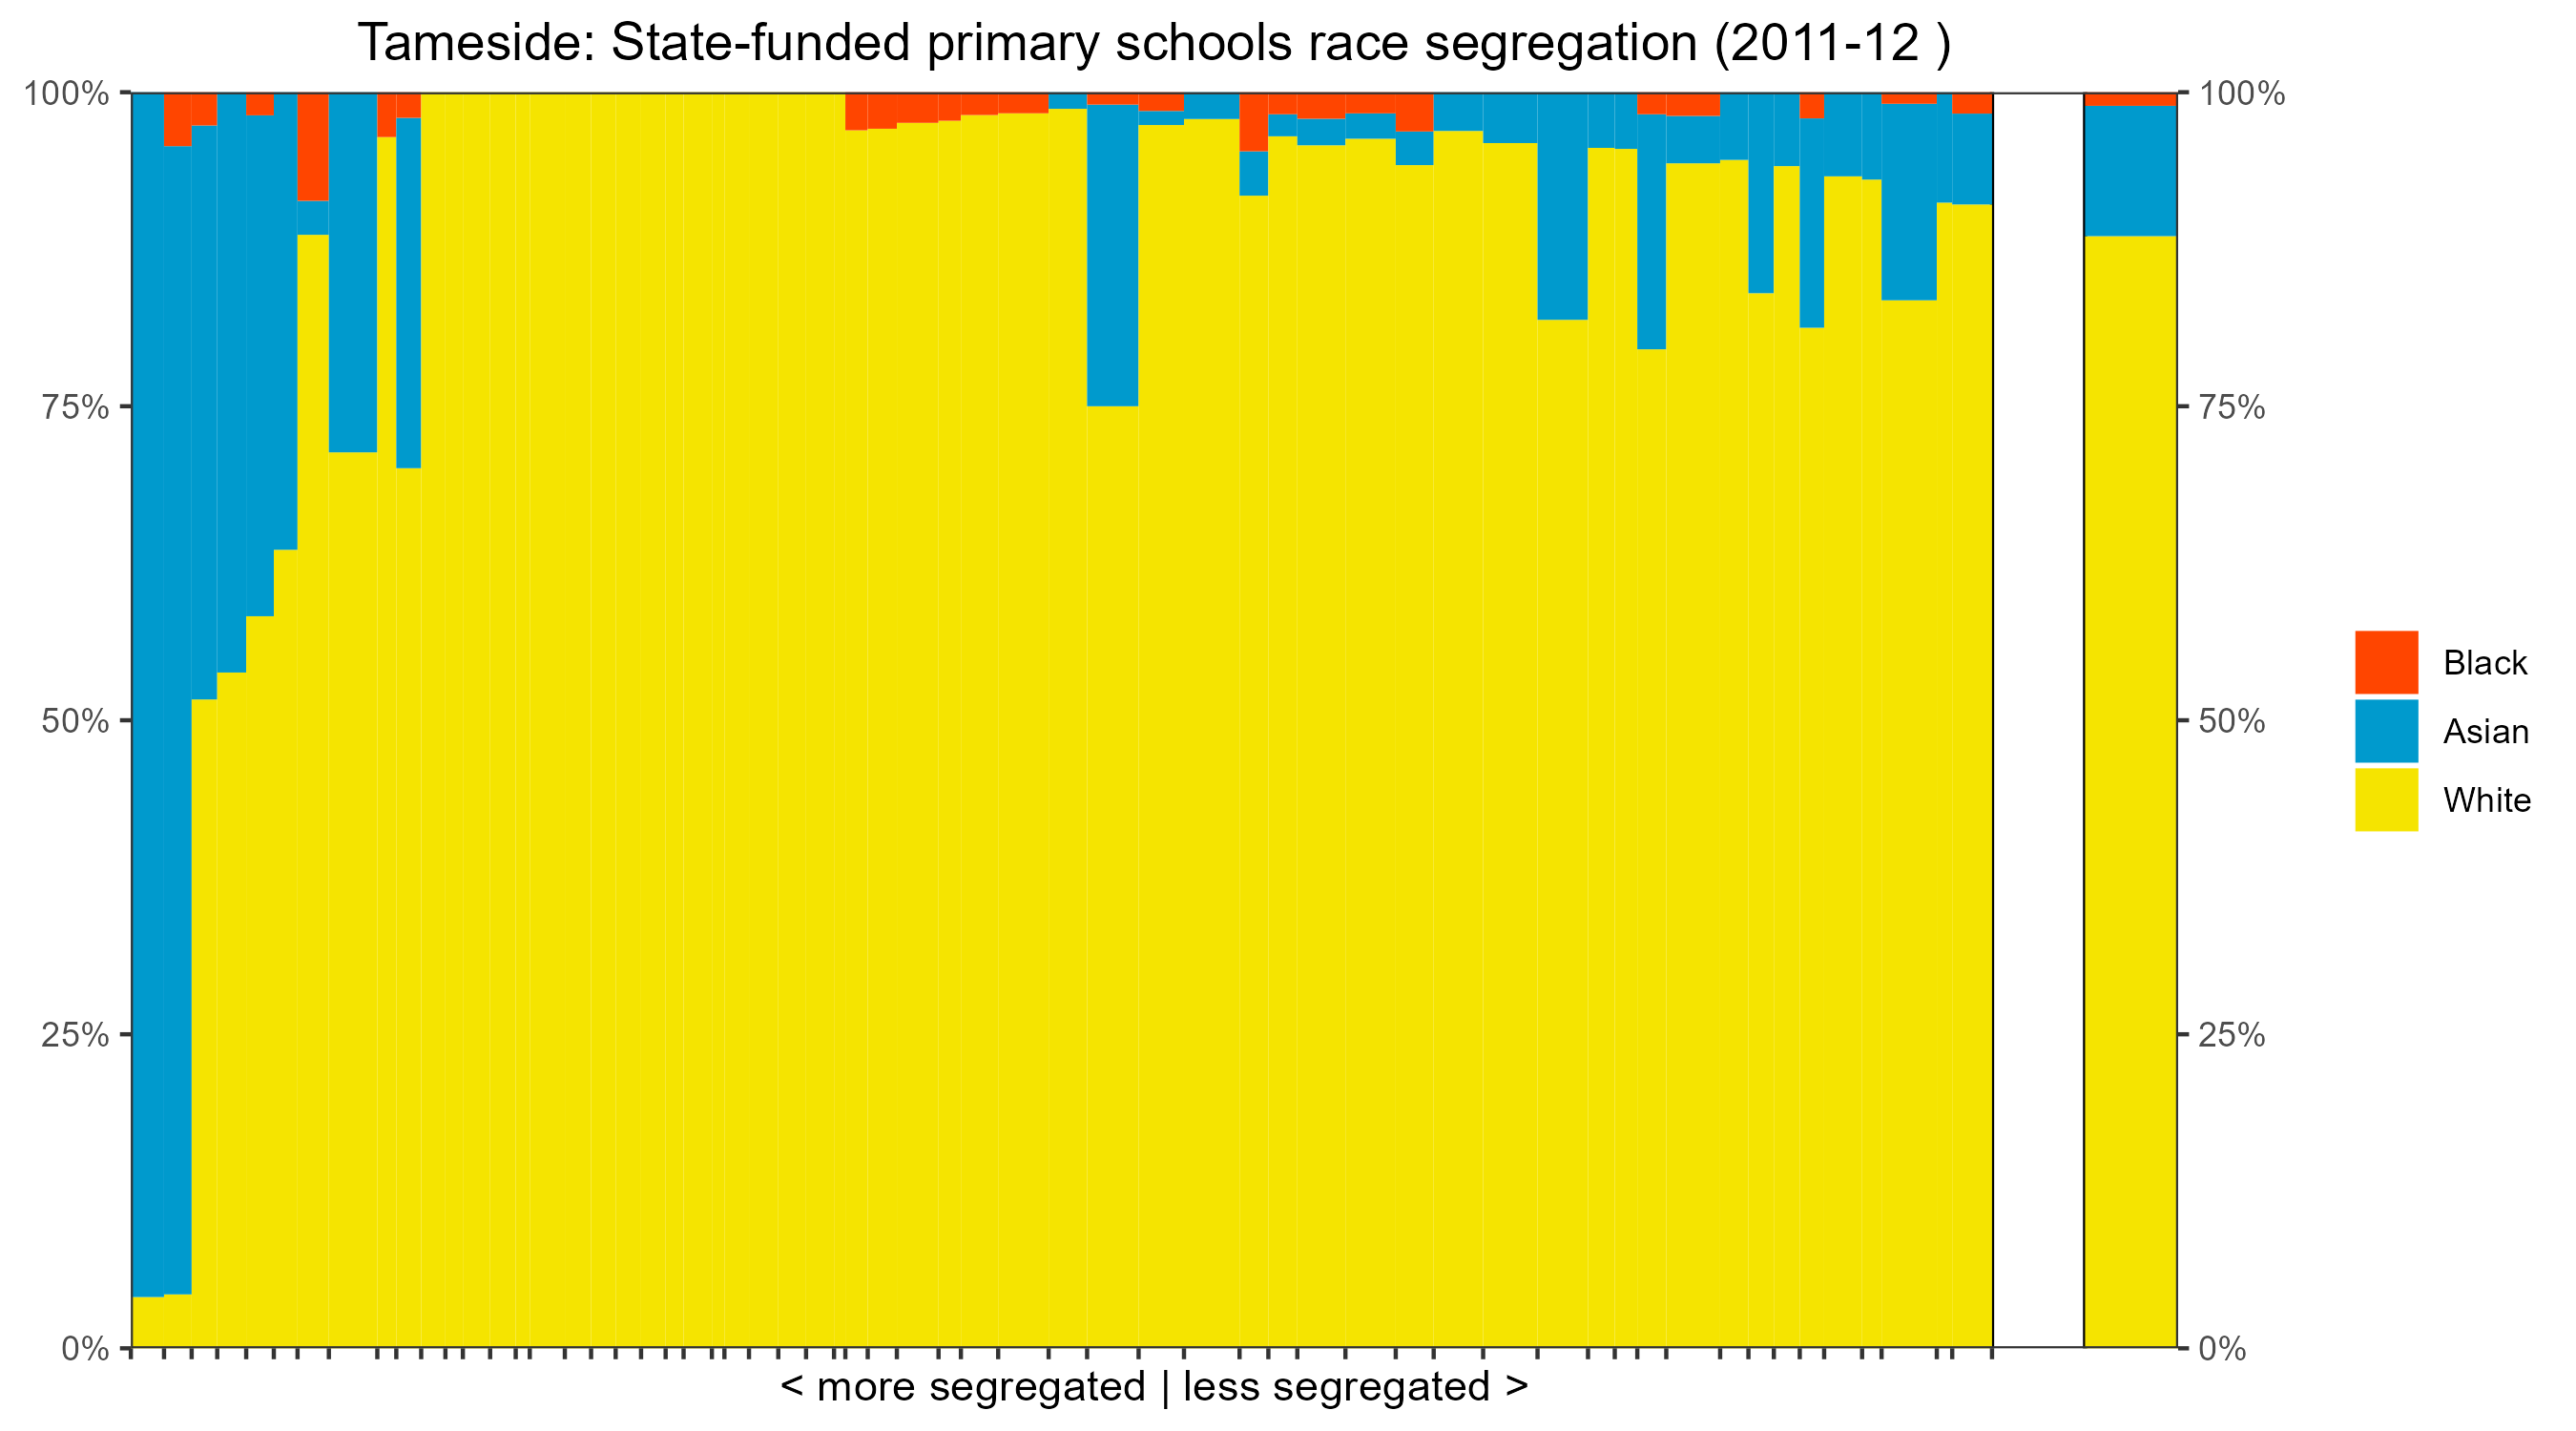 Tameside: State-funded primary schools race segregation (2011-12 )
100%
75%
50%
25%
0%
100%
75%
50%
25%
0%
Black
Asian
White
< more segregated | less segregated >